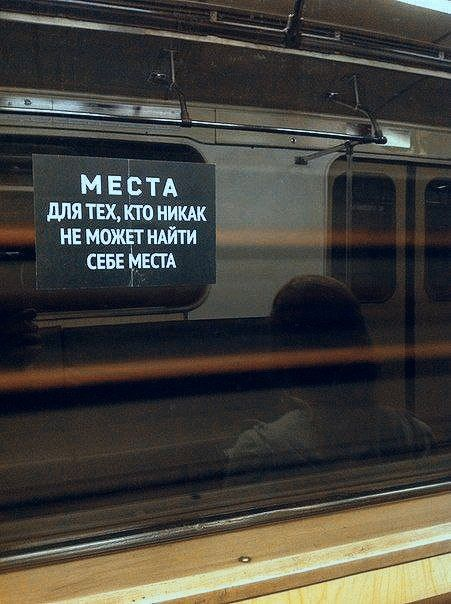 МЕСТА
ДЛЯ ТЕХ, КТО НИКАК
НЕ МОЖЕТ НАЙТИ
СЕБЕ МЕСТА